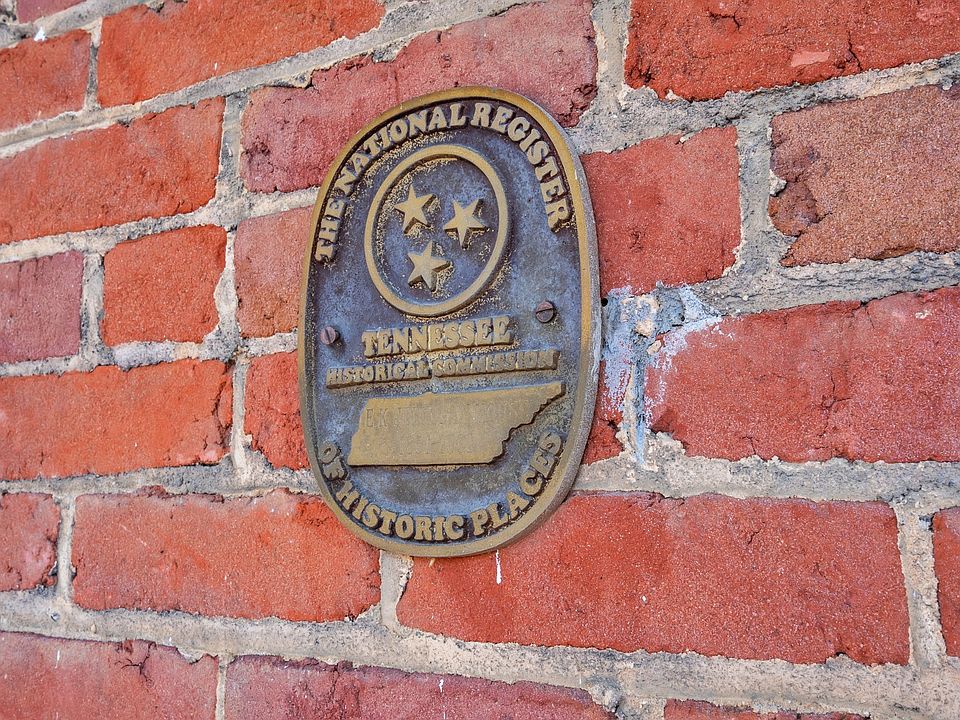 THE NATIONAL REGISTER
TENNESSEE
HISTORICAL COMMISSION
OF HISTORIC PLACES